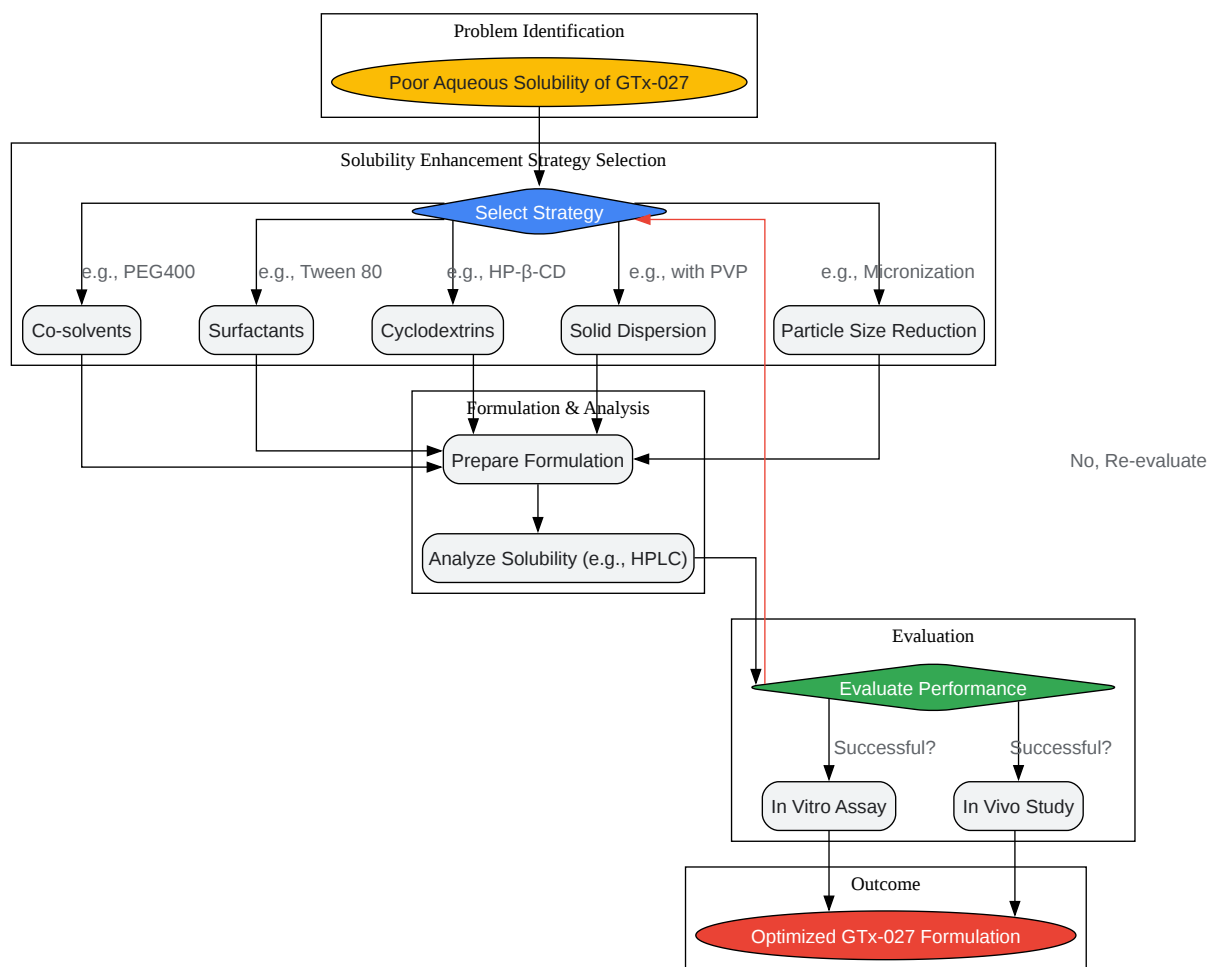 Problem Identification
Poor Aqueous Solubility of GTx-027
Solubility Enhancement Strategy Selection
Select Strategy
e.g., PEG400
e.g., Tween 80
e.g., HP-β-CD
e.g., with PVP
e.g., Micronization
Co-solvents
Surfactants
Cyclodextrins
Solid Dispersion
Particle Size Reduction
Formulation & Analysis
Prepare Formulation
No, Re-evaluate
Analyze Solubility (e.g., HPLC)
Evaluation
Evaluate Performance
Successful?
Successful?
In Vitro Assay
In Vivo Study
Outcome
Optimized GTx-027 Formulation